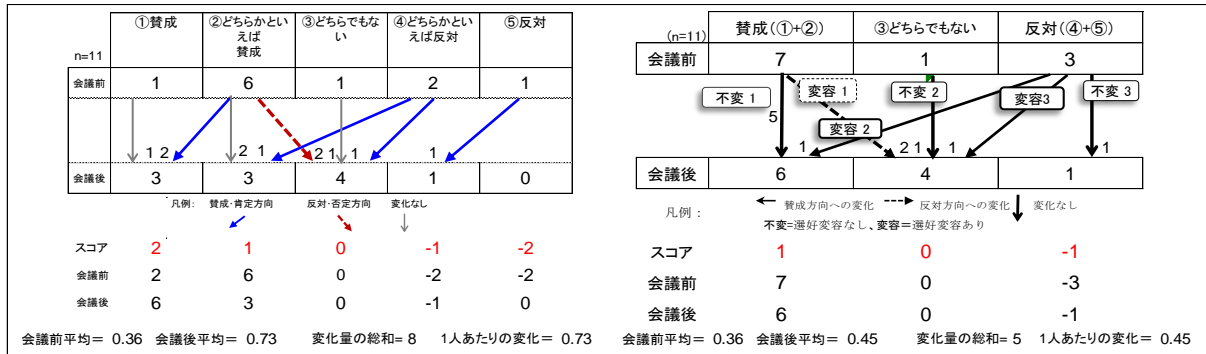 ①賛成 ②どちらかとい ③どちらでもな ④どちらかとい ⑤反対
えば い えば反対
賛成
n=11
会議前 1 6 1 2 1
1 2 2 1 2 1 1 1
会議後 3 3 4 1 0
凡例： 賛成・肯定方向 反対・否定方向 変化なし
スコア 2 1 0 -1 -2
会議前 2 6 0 -2 -2
会議後 6 3 0 -1 0
会議前平均＝ 0.36 会議後平均＝ 0.73 変化量の総和= 8 1人あたりの変化＝ 0.73
(n=11) 賛成(①+②) ③どちらでもない 反対(④+⑤)
会議前 7 1 3
不変 1 変容 1 不変 2 変容3 不変 3
5 変容 2
1 2 1 1 1
会議後 6 4 1
凡例： 賛成方向への変化 反対方向への変化 変化なし
不変=選好変容なし、変容＝選好変容あり
スコア 1 0 -1
会議前 7 0 -3
会議後 6 0 -1
会議前平均＝ 0.36 会議後平均＝ 0.45 変化量の総和= 5 1人あたりの変化＝ 0.45